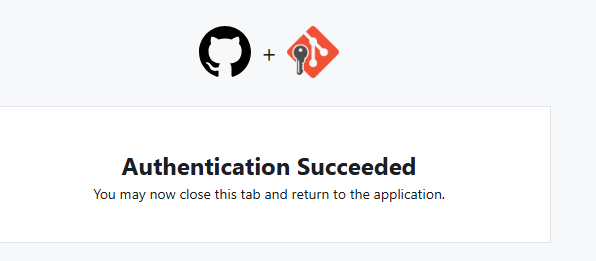 +
Authentication Succeeded
You may now close this tab and return to the application.